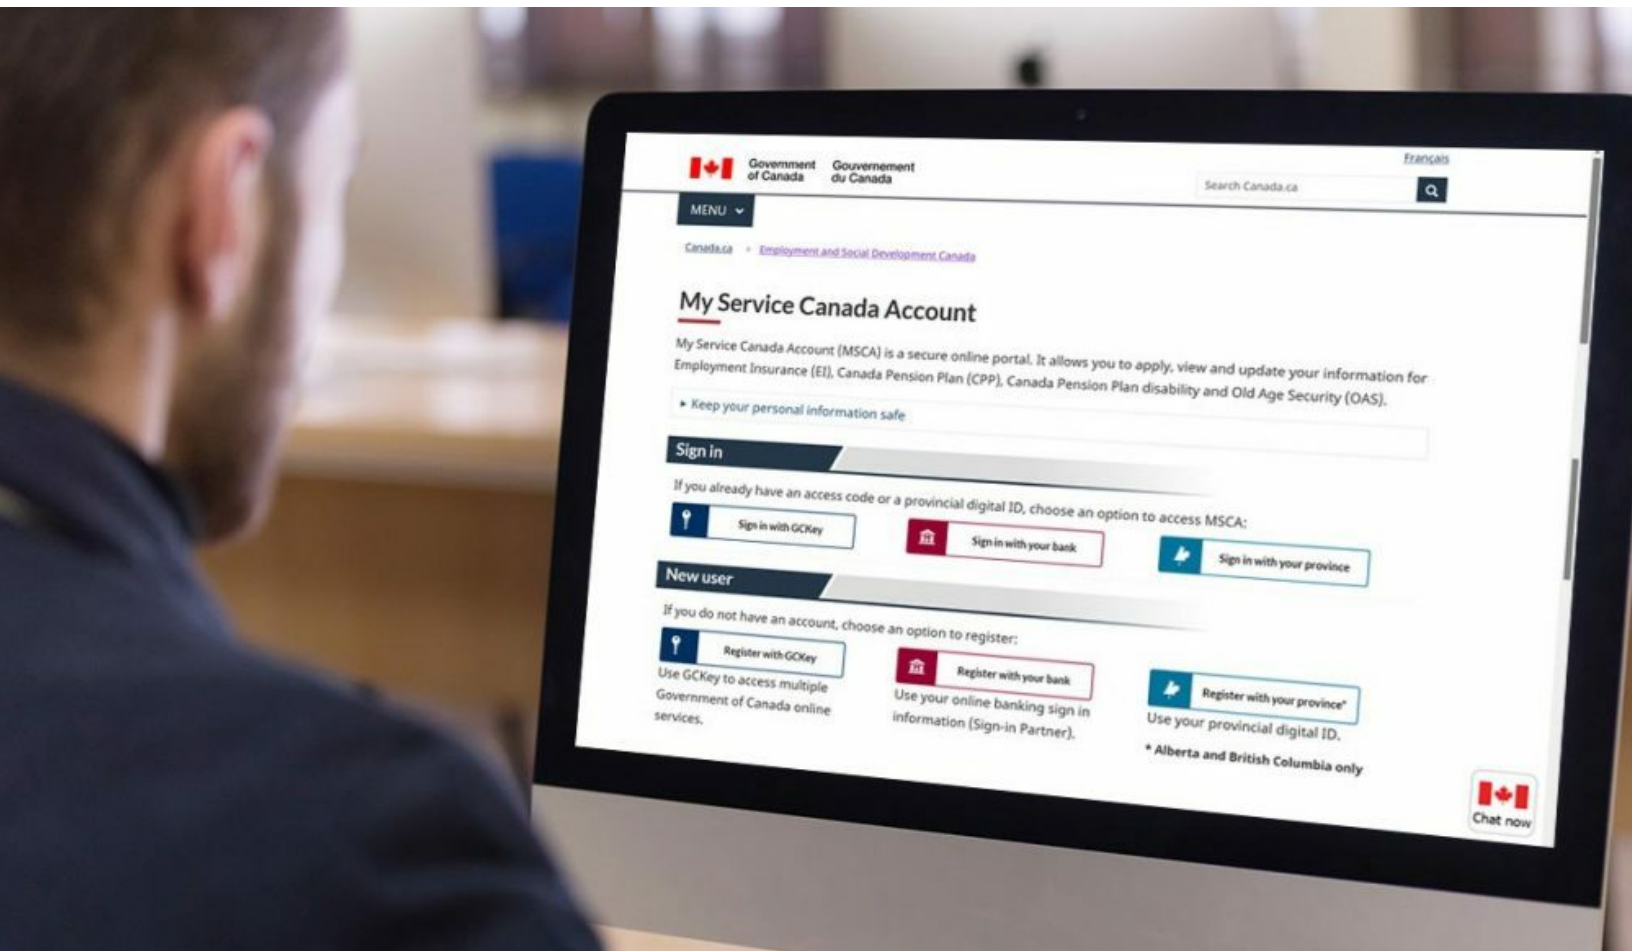 Government
of Canada
Gouvernement
du Canada
Français
Search Canada.ca
MENU
Canada.ca
Employment and Social Development Canada
My Service Canada Account
My Service Canada Account (MSCA) is a secure online portal. It allows you to apply, view and update your information for
Employment Insurance (EI), Canada Pension Plan (CPP), Canada Pension Plan disability and Old Age Security (OAS).
Keep your personal information safe
Sign in
If you already have an access code or a provincial digital ID, choose an option to access MSCA:
Sign in with GCKey
Sign in with your bank
Sign in with your province
New user
If you do not have an account, choose an option to register:
Register with GCKey
Use GCKey to access multiple
Government of Canada online
services.
Register with your bank
Use your online banking sign in
information (Sign-in Partner).
Register with your province*
Use your provincial digital ID.
* Alberta and British Columbia only
Chat now